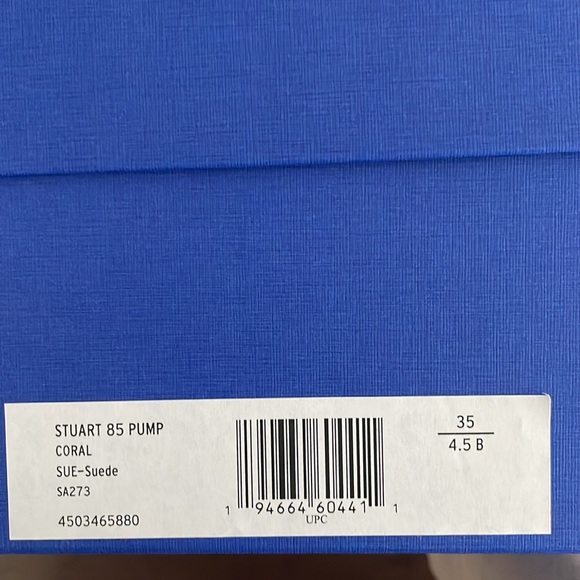 STUART 85 PUMP
CORAL
SUE-Suede
SA273
4503465880
1 94664 60441 1
UPC
35
4.5 B